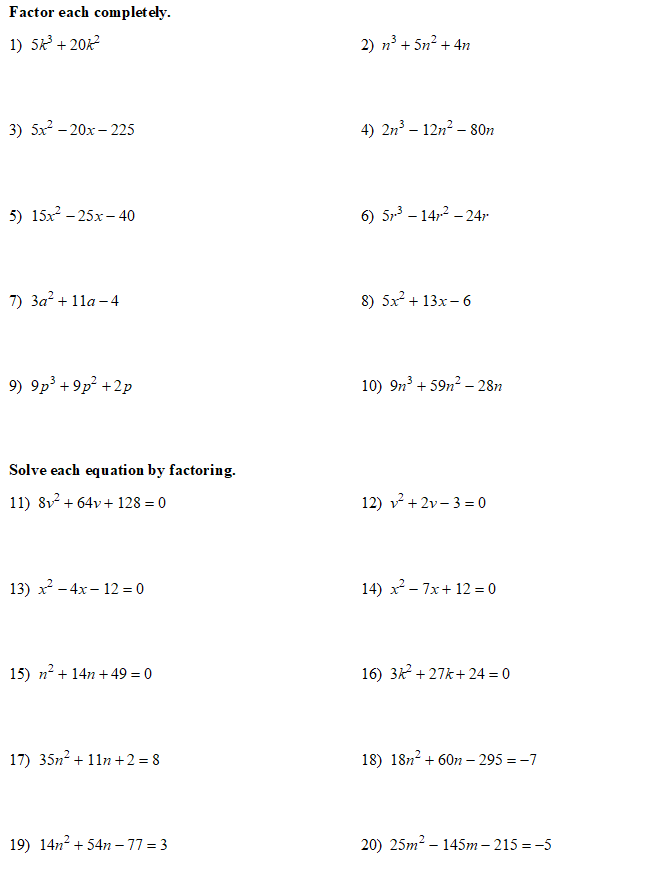 Factor each completely.
1) 5k³ + 20k²
2) n³ + 5n² + 4n
3) 5x² − 20x − 225
4) 2n³ − 12n² − 80n
5) 15x² − 25x − 40
6) 5r³ − 14r² − 24r
7) 3a² + 11a − 4
8) 5x² + 13x − 6
9) 9p³ + 9p² + 2p
10) 9n³ + 59n² − 28n
Solve each equation by factoring.
11) 8v² + 64v + 128 = 0
12) v² + 2v − 3 = 0
13) x² − 4x − 12 = 0
14) x² − 7x + 12 = 0
15) n² + 14n + 49 = 0
16) 3k² + 27k + 24 = 0
17) 35n² + 11n + 2 = 8
18) 18n² + 60n − 295 = −7
19) 14n² + 54n − 77 = 3
20) 25m² − 145m − 215 = −5